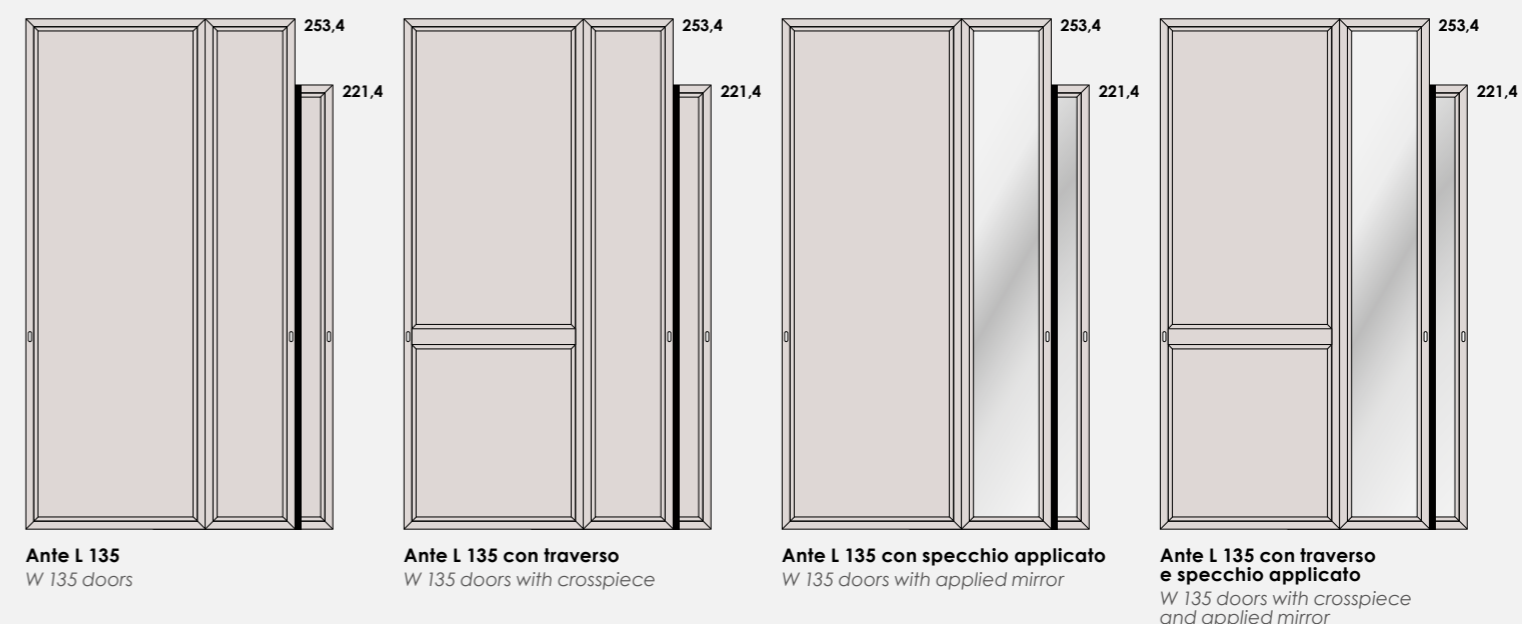 253,4
221,4
Ante L 135
W 135 doors
253,4
221,4
Ante L 135 con traverso
W 135 doors with crosspiece
253,4
221,4
Ante L 135 con specchio applicato
W 135 doors with applied mirror
253,4
221,4
Ante L 135 con traverso
e specchio applicato
W 135 doors with crosspiece
and applied mirror